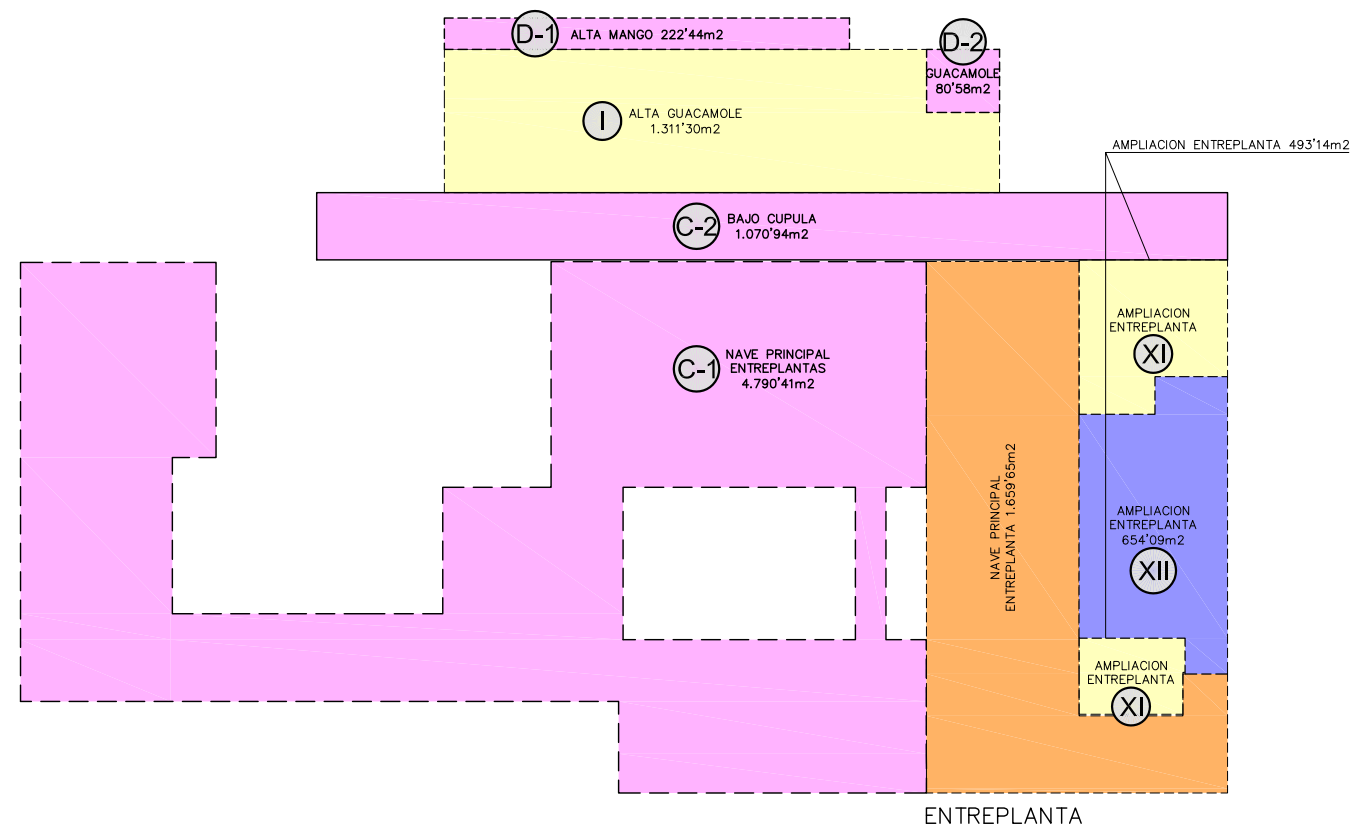 D-1
ALTA MANGO 222'44m2
D-2
GUACAMOLE
80'58m2
I
ALTA GUACAMOLE
1.311'30m2
AMPLIACION ENTREPLANTA 493'14m2
C-2
BAJO CUPULA
1.070'94m2
AMPLIACION
ENTREPLANTA
XI
C-1
NAVE PRINCIPAL
ENTREPLANTAS
4.790'41m2
NAVE PRINCIPAL
ENTREPLANTA 1.659'65m2
AMPLIACION
ENTREPLANTA
654'09m2
XII
AMPLIACION
ENTREPLANTA
XI
ENTREPLANTA